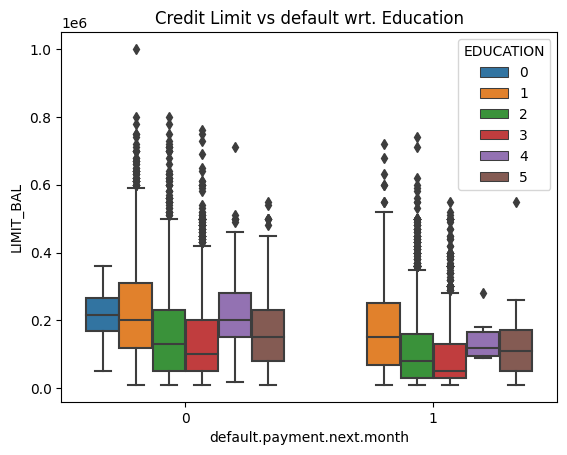 Credit Limit vs default wrt. Education
1e6
1.0
0.8
0.6
0.4
0.2
0.0
LIMIT_BAL
EDUCATION
0
1
2
3
4
5
0
1
default.payment.next.month